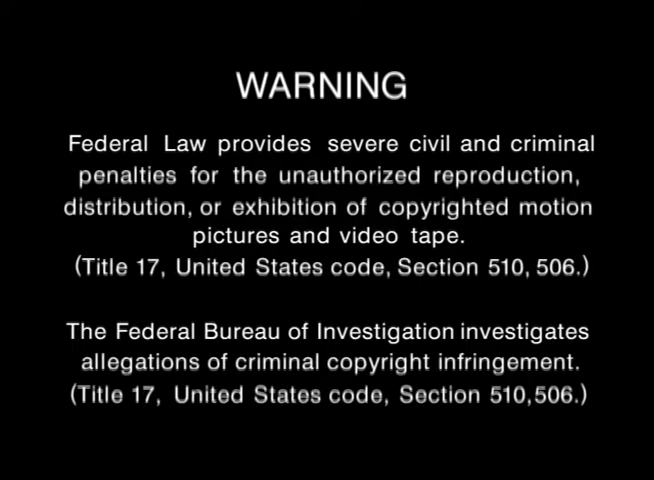 WARNING
Federal Law provides severe civil and criminal
penalties for the unauthorized reproduction,
distribution, or exhibition of copyrighted motion
pictures and video tape.
(Title 17, United States code, Section 510, 506.)
The Federal Bureau of Investigation investigates
allegations of criminal copyright infringement.
(Title 17, United States code, Section 510,506.)